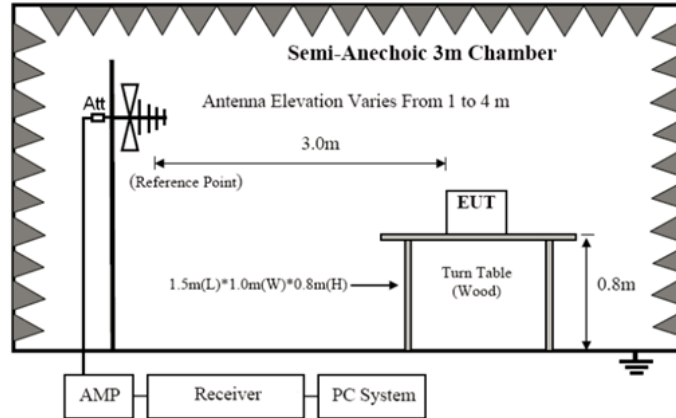 Semi-Anechoic 3m Chamber
Att
Antenna Elevation Varies From 1 to 4 m
3.0m
(Reference Point)
EUT
1.5m(L)*1.0m(W)*0.8m(H)
Turn Table
(Wood)
0.8m
AMP
Receiver
PC System